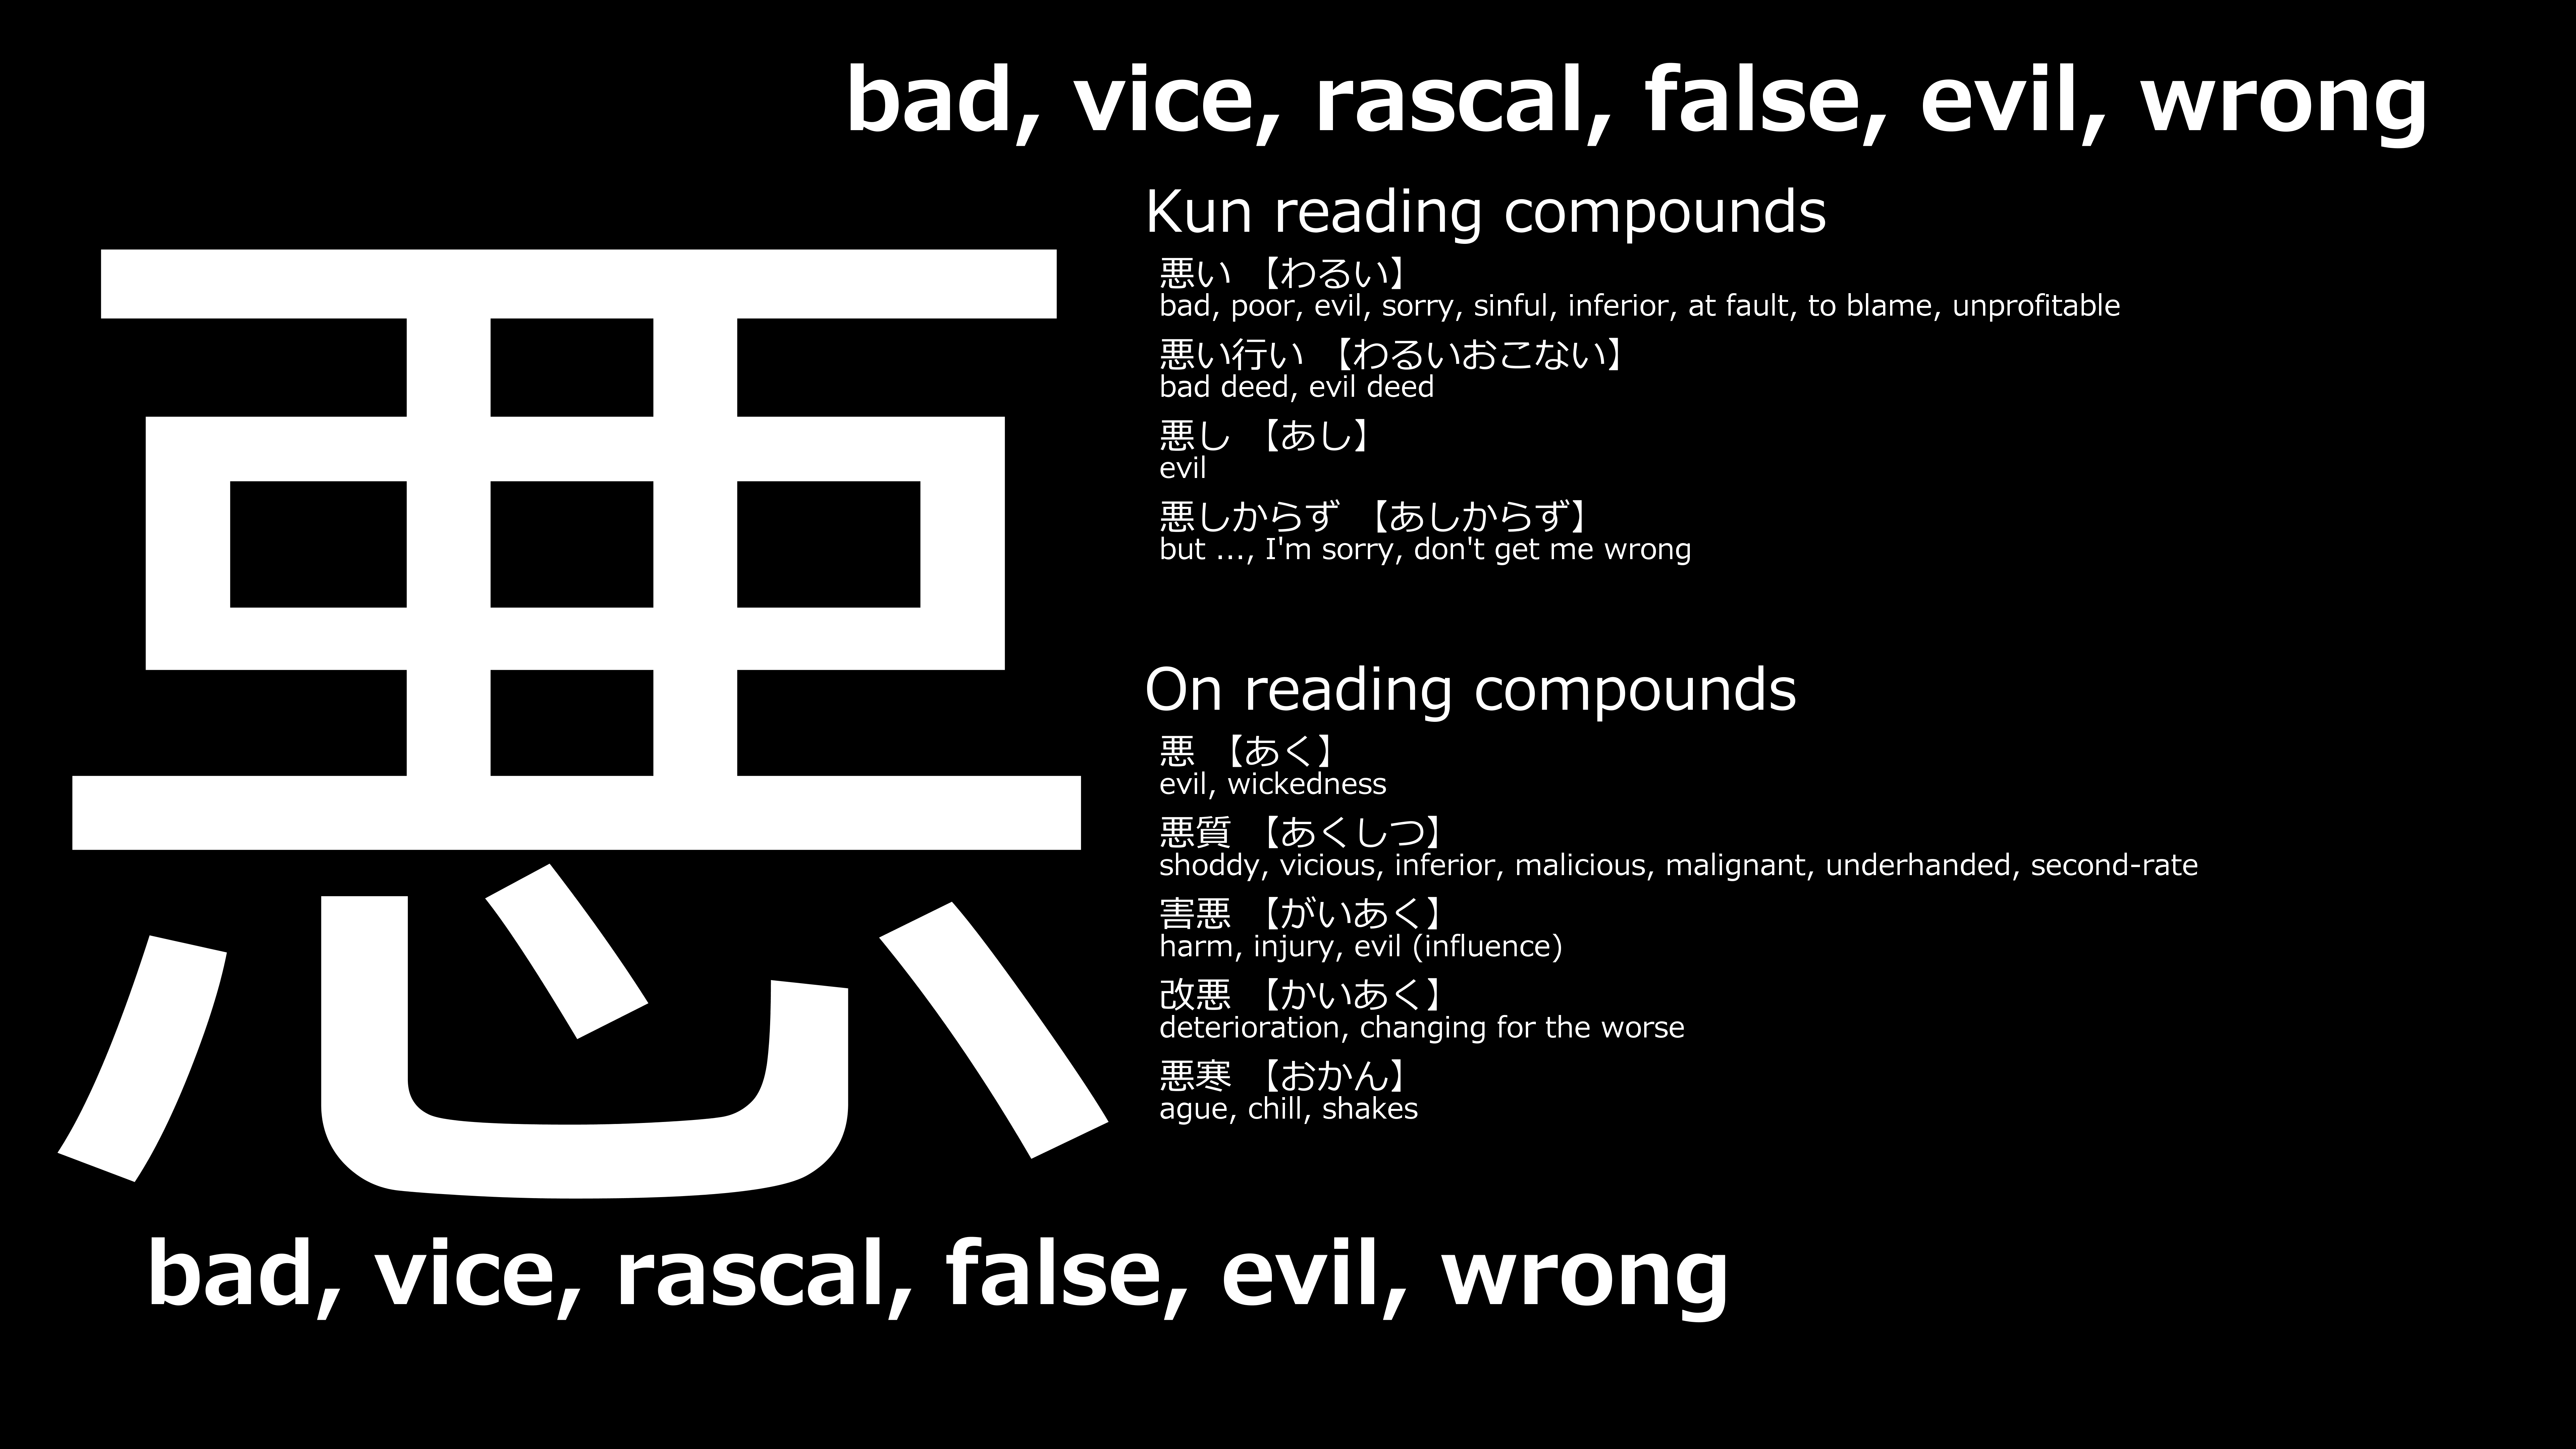 bad, vice, rascal, false, evil, wrong
悪
Kun reading compounds
悪い 【わるい】
bad, poor, evil, sorry, sinful, inferior, at fault, to blame, unprofitable
悪い行い 【わるいおこない】
bad deed, evil deed
悪し 【あし】
evil
悪しからず 【あしからず】
but ..., I'm sorry, don't get me wrong
On reading compounds
悪 【あく】
evil, wickedness
悪質 【あくしつ】
shoddy, vicious, inferior, malicious, malignant, underhanded, second-rate
害悪 【がいあく】
harm, injury, evil (influence)
改悪 【かいあく】
deterioration, changing for the worse
悪寒 【おかん】
ague, chill, shakes
bad, vice, rascal, false, evil, wrong